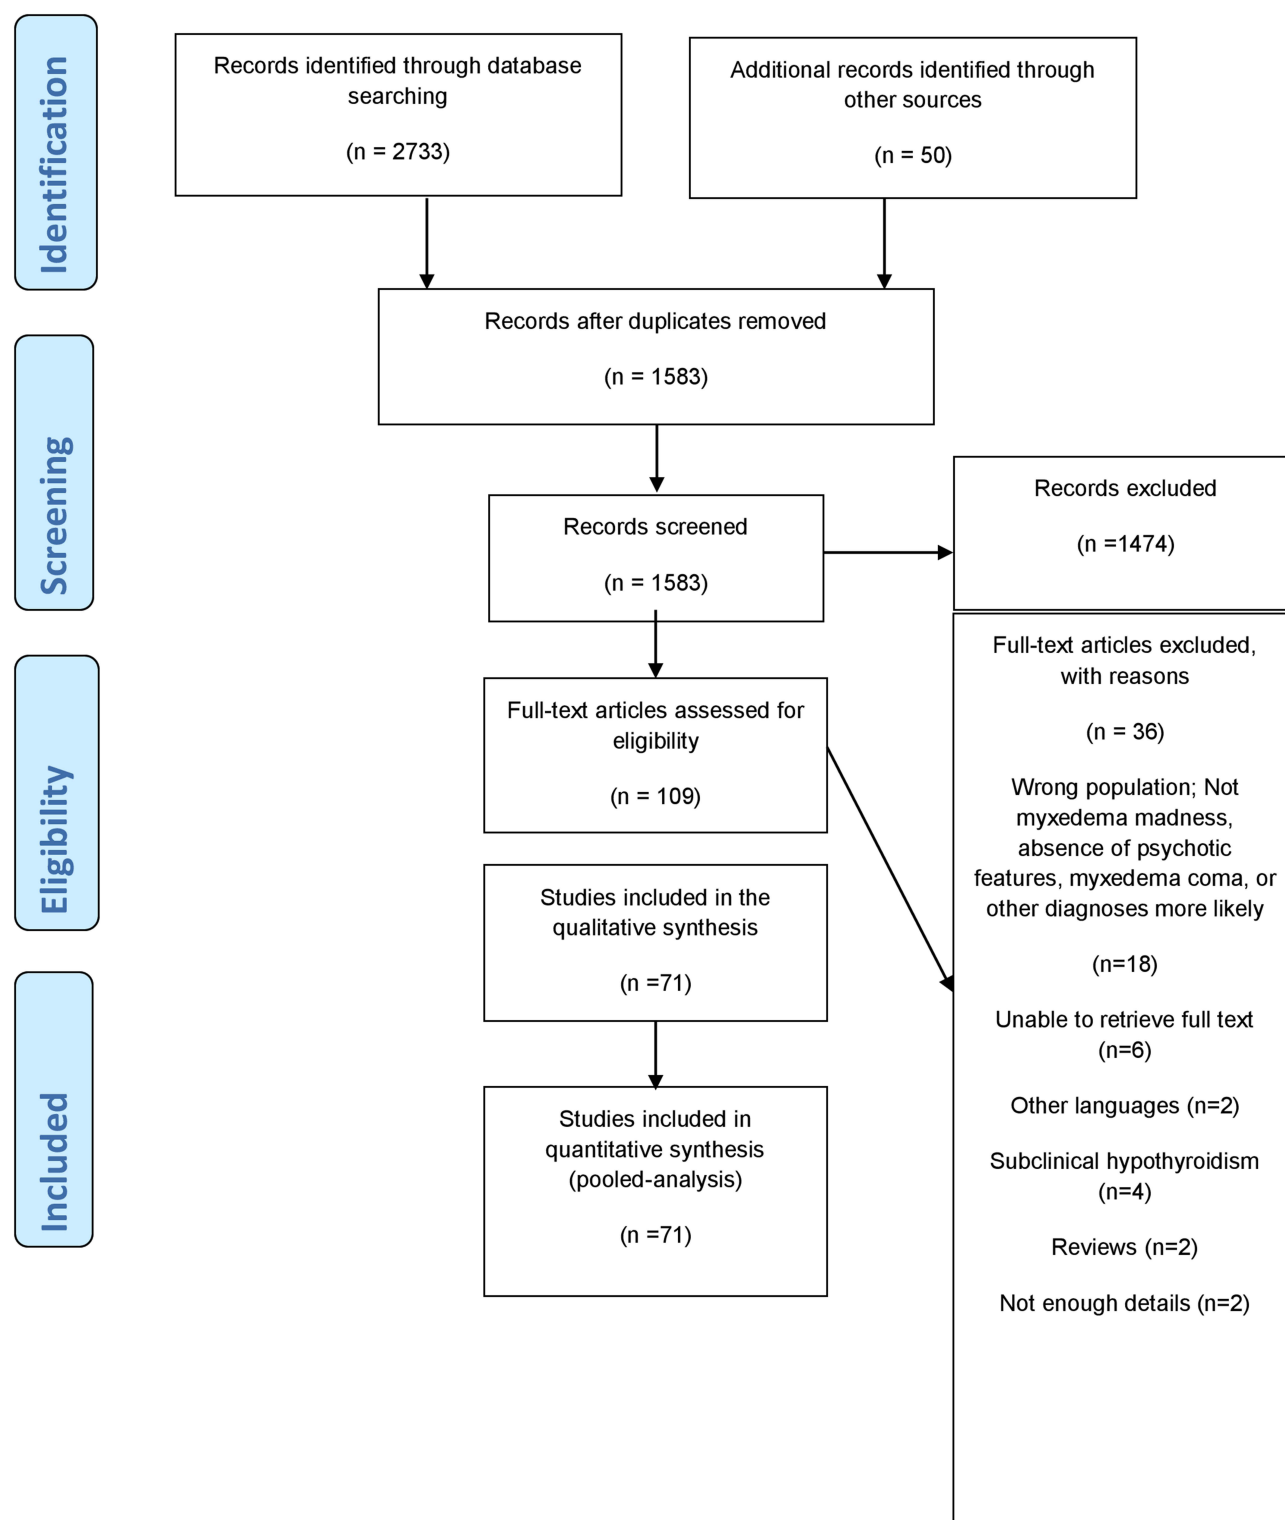 Identification
Records identified through database
searching
(n = 2733)
Additional records identified through
other sources
(n = 50)
Records after duplicates removed
(n = 1583)
Screening
Records screened
(n = 1583)
Records excluded
(n =1474)
Eligibility
Full-text articles assessed for
eligibility
(n = 109)
Full-text articles excluded,
with reasons
(n = 36)
Wrong population; Not
myxedema madness,
absence of psychotic
features, myxedema coma, or
other diagnoses more likely
(n=18)
Unable to retrieve full text
(n=6)
Other languages (n=2)
Subclinical hypothyroidism
(n=4)
Reviews (n=2)
Not enough details (n=2)
Studies included in the
qualitative synthesis
(n =71)
Included
Studies included in
quantitative synthesis
(pooled-analysis)
(n =71)